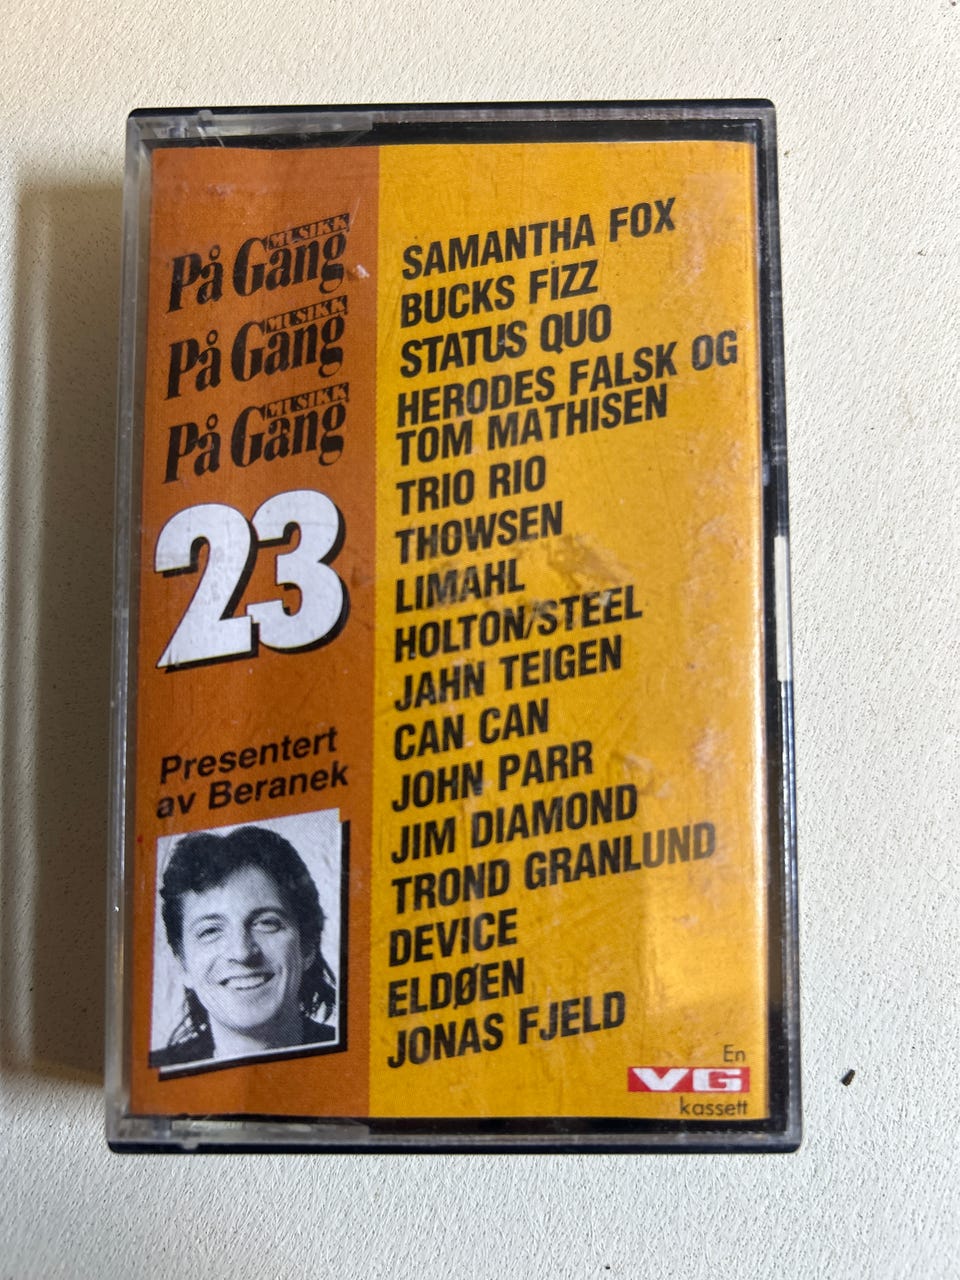 På Gang MUSIKK
På Gang MUSIKK
På Gang MUSIKK
23
Presentert
av Beranek
SAMANTHA FOX
BUCKS FIZZ
STATUS QUO
HERODES FALSK OG
TOM MATHISEN
TRIO RIO
THOWSEN
LIMAHL
HOLTON/STEEL
JAHN TEIGEN
CAN CAN
JOHN PARR
JIM DIAMOND
TROND GRANLUND
DEVICE
ELDØEN
JONAS FJELD
En
VG
kassett